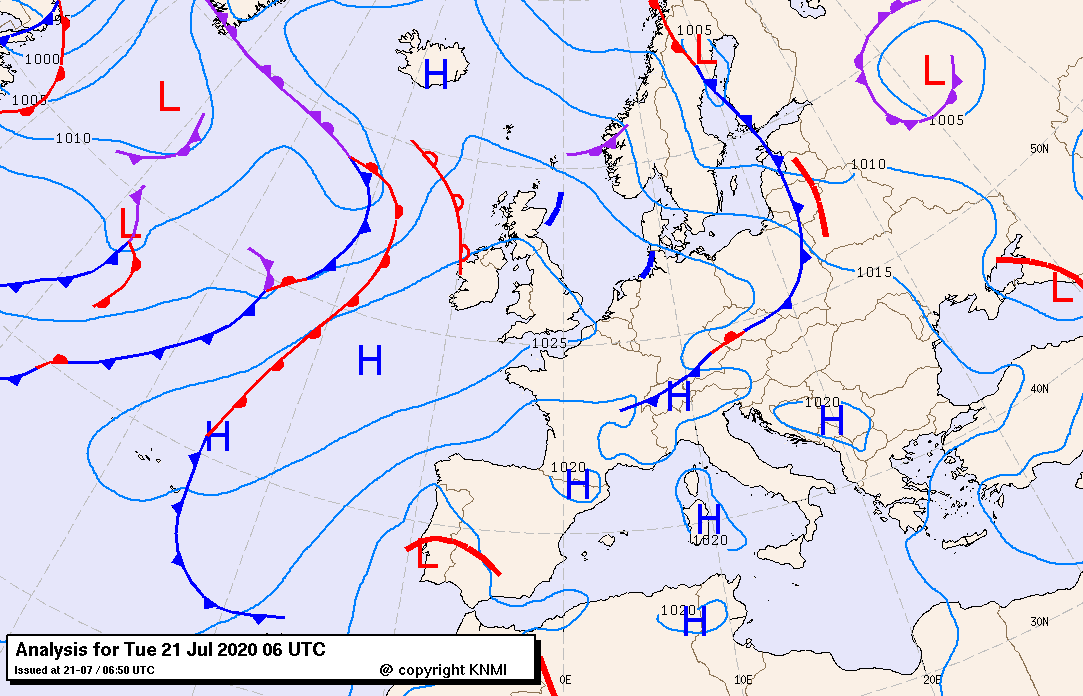 1005
L
1000
H
L
1005
L
1005
1010
50N
1010
L
1015
L
1025
H
40N
H
1020
H
H
1020
H
H
1020
L
1020
H
30N
Analysis for Tue 21 Jul 2020 06 UTC
Issued at 21-07 / 06:50 UTC
@ copyright KNMI
0E
10E
20E